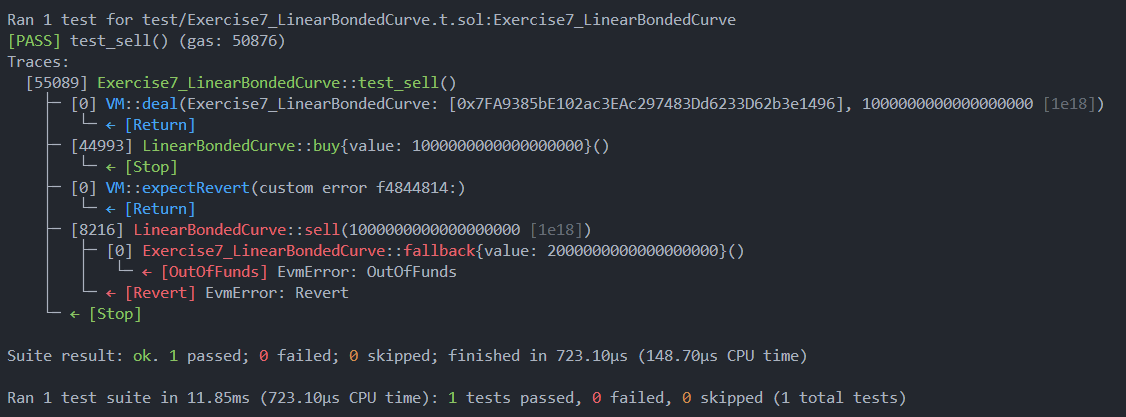 Ran 1 test for test/Exercise7_LinearBondedCurve.t.sol:Exercise7_LinearBondedCurve
[PASS] test_sell() (gas: 50876)
Traces:
[55089] Exercise7_LinearBondedCurve::test_sell()
├─ [0] VM::deal(Exercise7_LinearBondedCurve: [0x7FA9385bE102ac3EAc297483Dd6233D62b3e1496], 1000000000000000000 [1e18])
│ └─ ← [Return]
├─ [44993] LinearBondedCurve::buy{value: 1000000000000000000}()
│ └─ ← [Stop]
├─ [0] VM::expectRevert(custom error f4844814:)
│ └─ ← [Return]
├─ [8216] LinearBondedCurve::sell(1000000000000000000 [1e18])
│ ├─ [0] Exercise7_LinearBondedCurve::fallback{value: 2000000000000000000}()
│ │ └─ ← [OutOfFunds] EvmError: OutOfFunds
│ └─ ← [Revert] EvmError: Revert
└─ ← [Stop]
Suite result: ok. 1 passed; 0 failed; 0 skipped; finished in 723.10µs (148.70µs CPU time)
Ran 1 test suite in 11.85ms (723.10µs CPU time): 1 tests passed, 0 failed, 0 skipped (1 total tests)